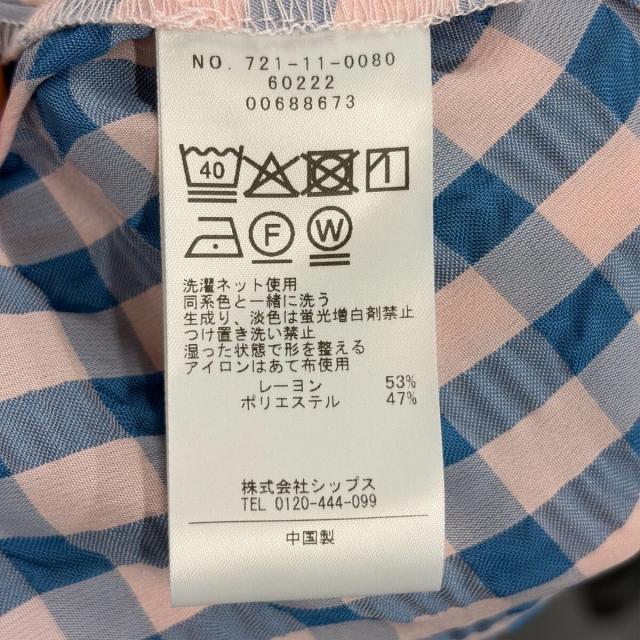 NO. 721-11-0080
60222
00688673
40
F W
洗濯ネット使用
同系色と一緒に洗う
生成り、淡色は蛍光増白剤禁止
つけ置き洗い禁止
湿った状態で形を整える
アイロンはあて布使用
レーヨン 53%
ポリエステル 47%
株式会社シップス
TEL 0120-444-099
中国製